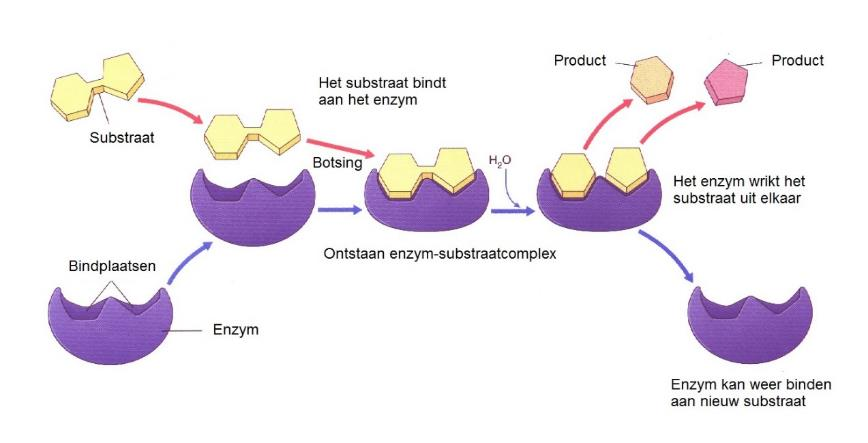 Substraat
Het substraat bindt
aan het enzym
Product
Product
Botsing
H₂O
Het enzym wrikt het
substraat uit elkaar
Ontstaan enzym-substraatcomplex
Bindplaatsen
Enzym
Enzym kan weer binden
aan nieuw substraat